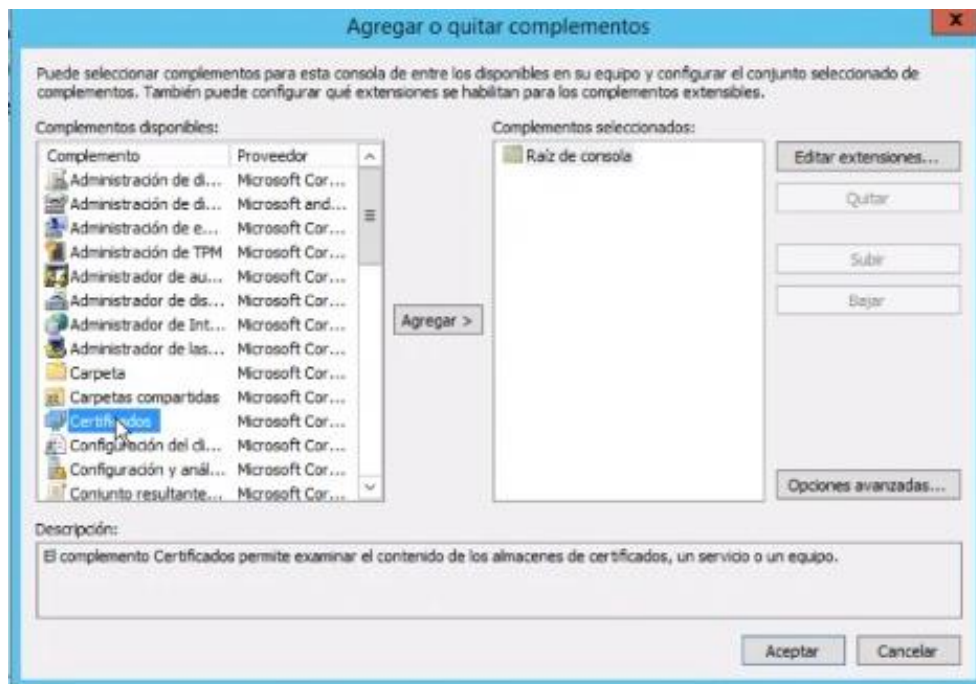 Agregar o quitar complementos
x
Puede seleccionar complementos para esta consola de entre los disponibles en su equipo y configurar el conjunto seleccionado de
complementos. También puede configurar qué extensiones se habilitan para los complementos extensibles.
Complementos disponibles:
Complemento Proveedor
Administración de di... Microsoft Cor...
Administración de di... Microsoft and...
Administración de e... Microsoft Cor...
Administración de TPM Microsoft Cor...
Administrador de au... Microsoft Cor...
Administrador de dis... Microsoft Cor...
Administrador de Int... Microsoft Cor...
Administrador de las... Microsoft Cor...
Carpeta Microsoft Cor...
Carpetas compartidas Microsoft Cor...
Certificados Microsoft Cor...
Configuración del di... Microsoft Cor...
Configuración y anál... Microsoft Cor...
Conjunto resultante... Microsoft Cor...
Agregar >
Complementos seleccionados:
Raíz de consola
Editar extensiones...
Quitar
Subir
Bajar
Opciones avanzadas...
Descripción:
El complemento Certificados permite examinar el contenido de los almacenes de certificados, un servicio o un equipo.
Aceptar Cancelar